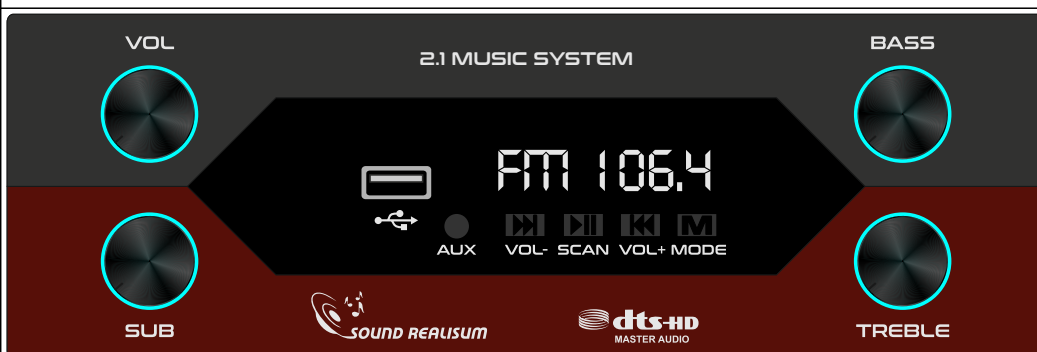 VOL
2.1 MUSIC SYSTEM
BASS
FM 106.4
M
AUX VOL- SCAN VOL+ MODE
SUB
SOUND REALISUM
dts-HD
MASTER AUDIO
TREBLE